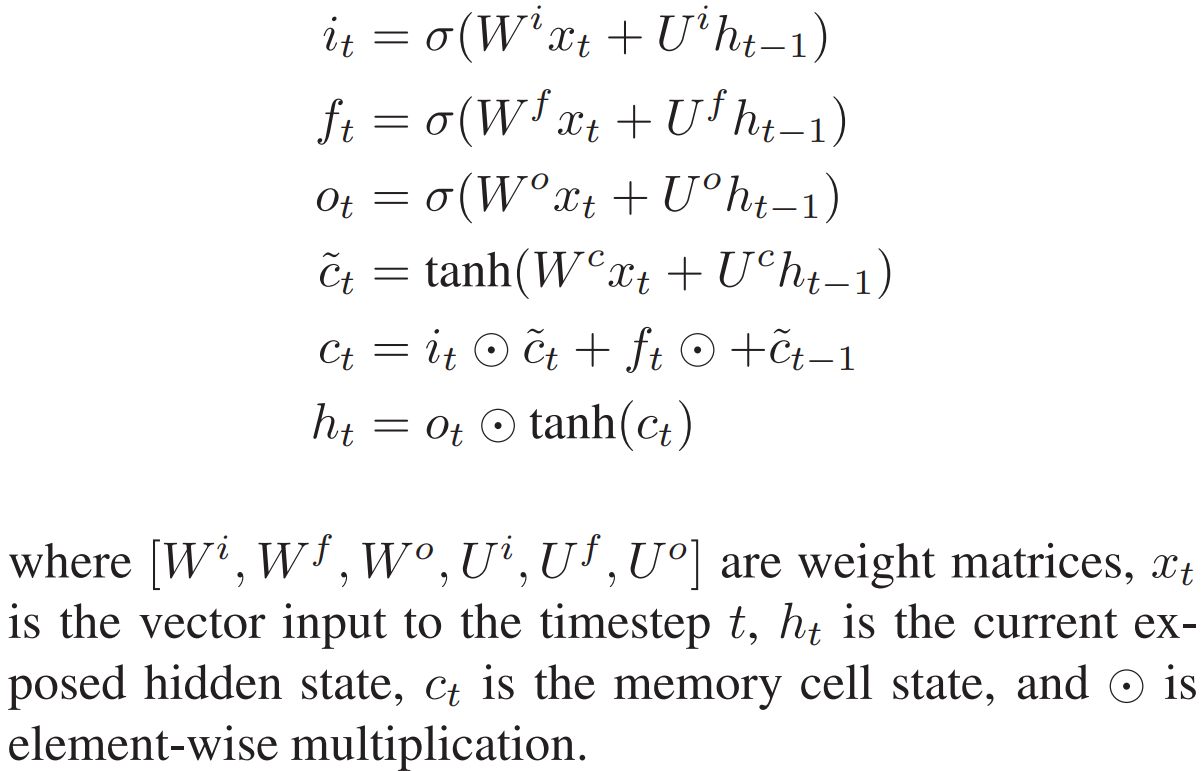 i_t = σ(W^i x_t + U^i h_{t−1})
f_t = σ(W^f x_t + U^f h_{t−1})
o_t = σ(W^o x_t + U^o h_{t−1})
c̃_t = tanh(W^c x_t + U^c h_{t−1})
c_t = i_t ⊙ c̃_t + f_t ⊙ +c̃_{t−1}
h_t = o_t ⊙ tanh(c_t)
where [W^i, W^f, W^o, U^i, U^f, U^o] are weight matrices, x_t
is the vector input to the timestep t, h_t is the current ex-
posed hidden state, c_t is the memory cell state, and ⊙ is
element-wise multiplication.